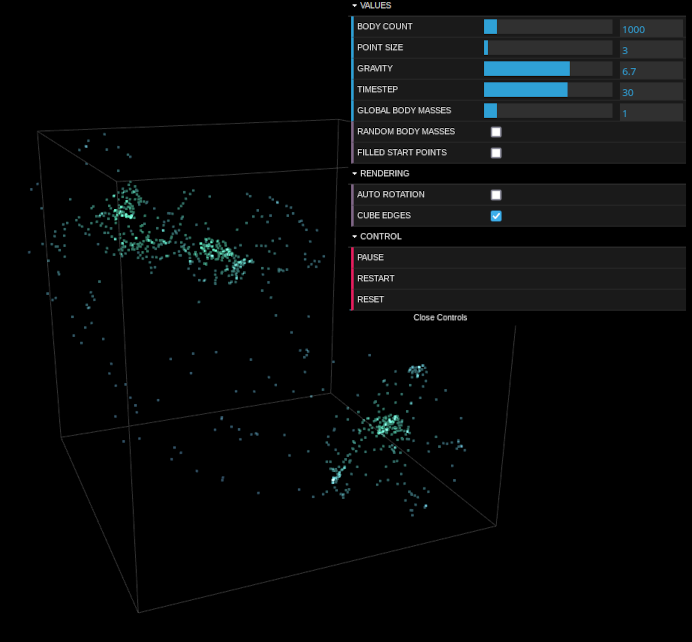 VALUES
BODY COUNT 1000
POINT SIZE 3
GRAVITY 6.7
TIMESTEP 30
GLOBAL BODY MASSES 1
RANDOM BODY MASSES
FILLED START POINTS
RENDERING
AUTO ROTATION
CUBE EDGES
CONTROL
PAUSE
RESTART
RESET
Close Controls